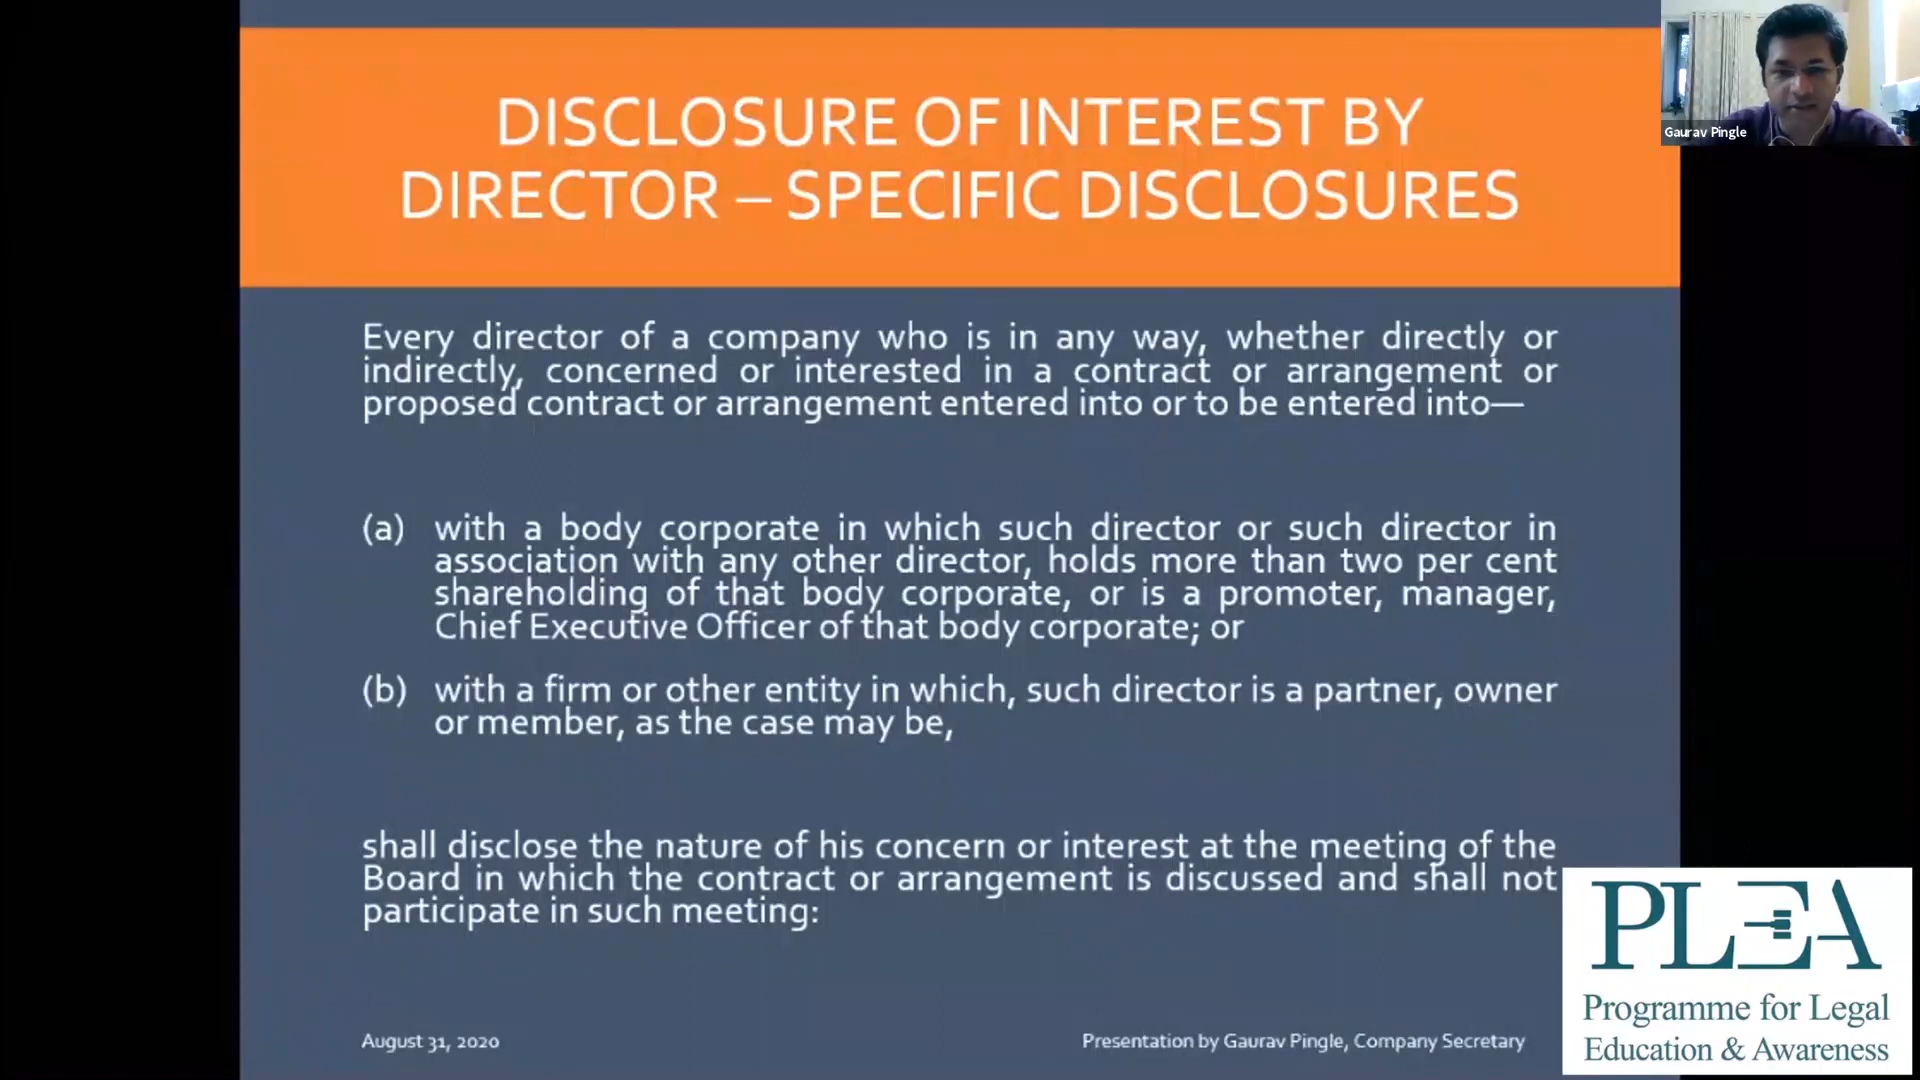 DISCLOSURE OF INTEREST BY
DIRECTOR – SPECIFIC DISCLOSURES
Gaurav Pingle
Every director of a company who is in any way, whether directly or
indirectly, concerned or interested in a contract or arrangement or
proposed contract or arrangement entered into or to be entered into—
(a) with a body corporate in which such director or such director in
association with any other director, holds more than two per cent
shareholding of that body corporate, or is a promoter, manager,
Chief Executive Officer of that body corporate; or
(b) with a firm or other entity in which, such director is a partner, owner
or member, as the case may be,
shall disclose the nature of his concern or interest at the meeting of the
Board in which the contract or arrangement is discussed and shall not
participate in such meeting:
August 31, 2020
Presentation by Gaurav Pingle, Company Secretary
PLEA
Programme for Legal
Education & Awareness